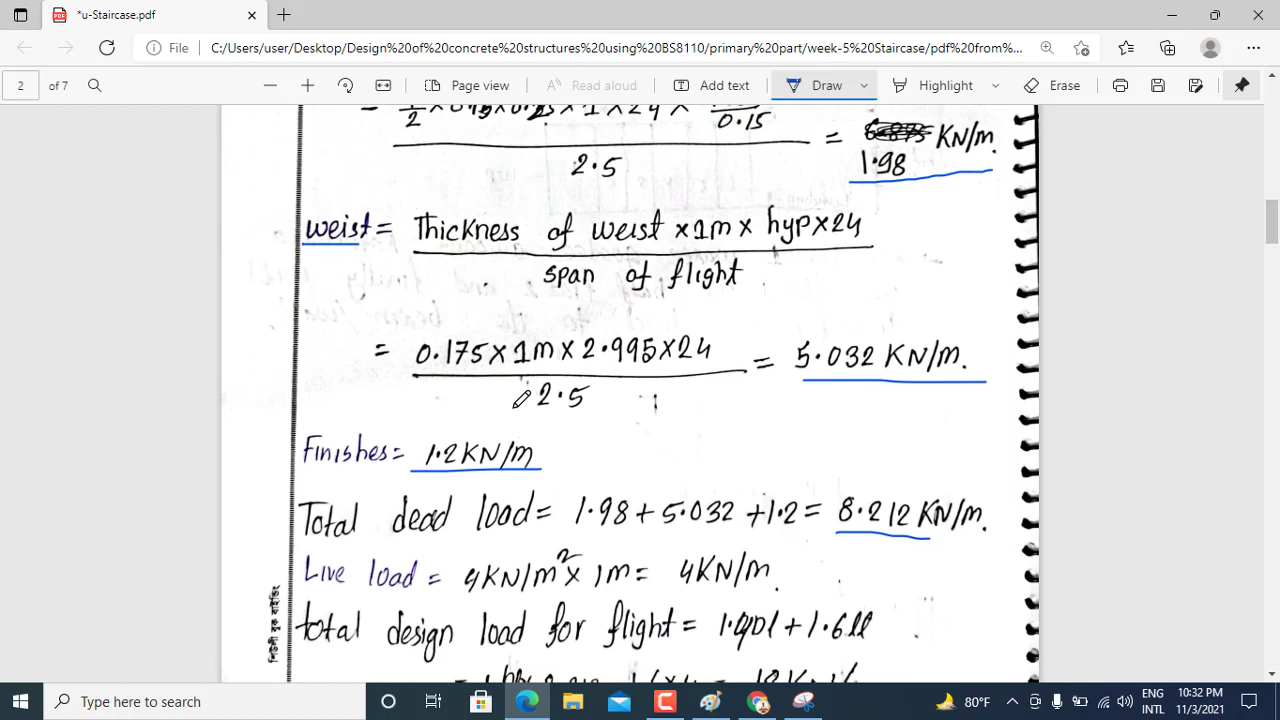 *u-Staircase.pdf
File C:/Users/user/Desktop/Design%20of%20concrete%20structures%20using%20BS8110/primary%20part/week-5%20Staircase/pdf%20from%...
2 of 7 Page view Read aloud Add text Draw Highlight Erase
2 × 1 × 24 × 0.15
2.5 = 1.98 KN/m.
weist = Thickness of weist ×1m× hyp×24
span of flight
= 0.175×1m×2.995×24 = 5.032 KN/m.
2.5
Finishes= 1.2KN/m
Total dead load= 1.98+5.032+1.2= 8.212 KN/m.
Live load= 4KN/m²×1m= 4KN/m.
total design load for flight= 1.4Dl+1.6ll
Type here to search
80°F
ENG
INTL
10:32 PM
11/3/2021